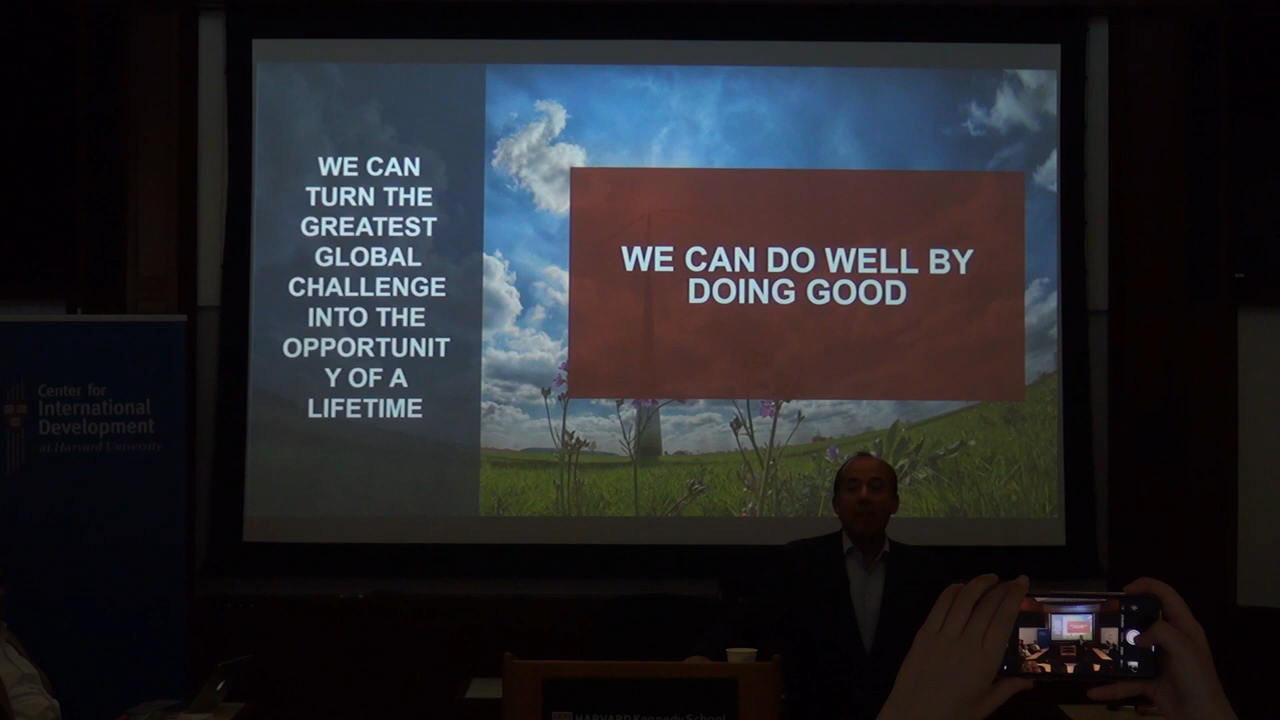 WE CAN
TURN THE
GREATEST
GLOBAL
CHALLENGE
INTO THE
OPPORTUNIT
Y OF A
LIFETIME
WE CAN DO WELL BY
DOING GOOD
Center for
International
Development
at Harvard University
HARVARD Kennedy School